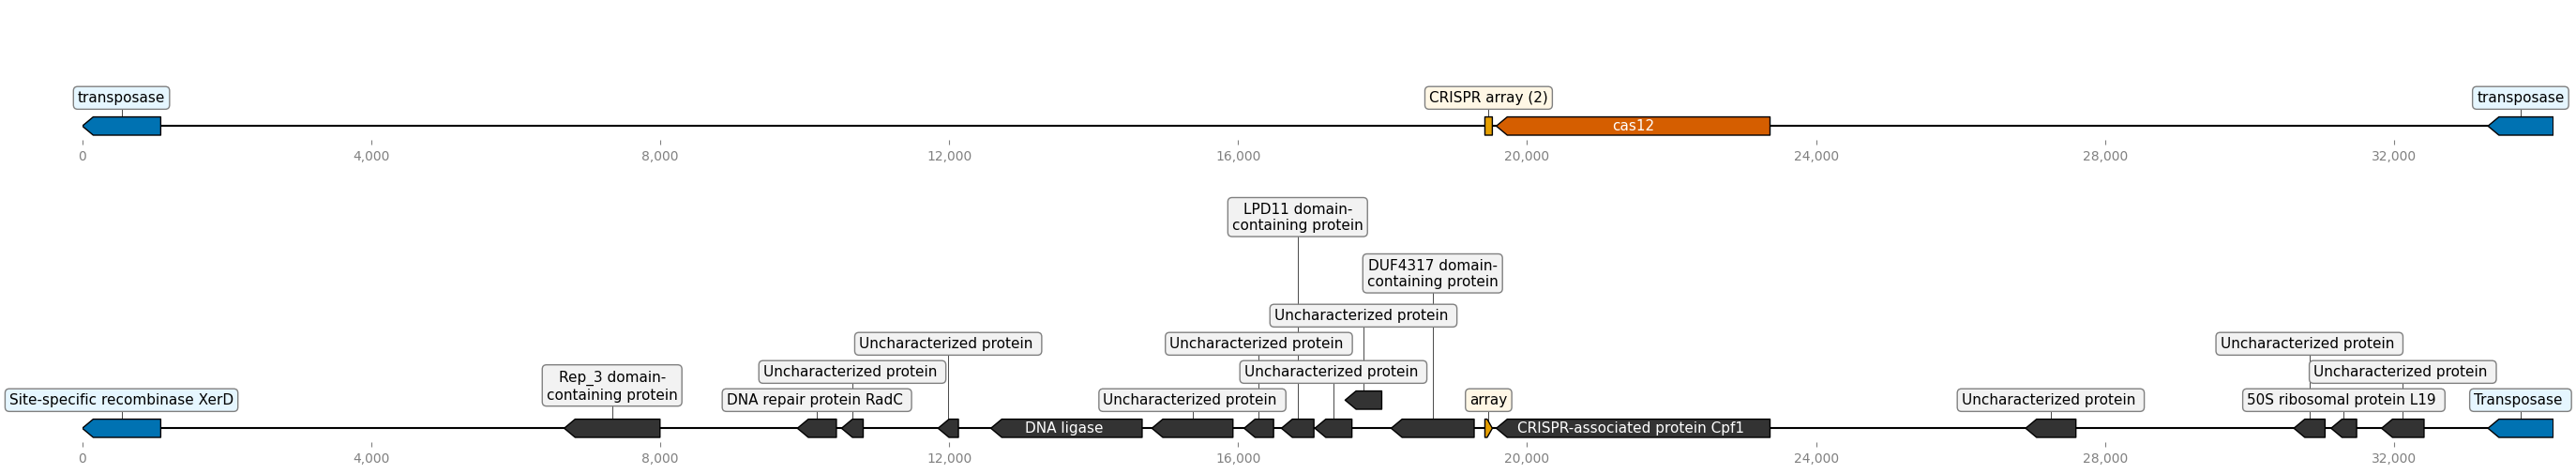 transposase
CRISPR array (2)
transposase
cas12
0
4,000
8,000
12,000
16,000
20,000
24,000
28,000
32,000
LPD11 domain-
containing protein
DUF4317 domain-
containing protein
Uncharacterized protein
Uncharacterized protein
Uncharacterized protein
Uncharacterized protein
Uncharacterized protein
Uncharacterized protein
Uncharacterized protein
Rep_3 domain-
containing protein
Site-specific recombinase XerD
DNA repair protein RadC
Uncharacterized protein
array
Uncharacterized protein
50S ribosomal protein L19
Transposase
DNA ligase
CRISPR-associated protein Cpf1
0
4,000
8,000
12,000
16,000
20,000
24,000
28,000
32,000